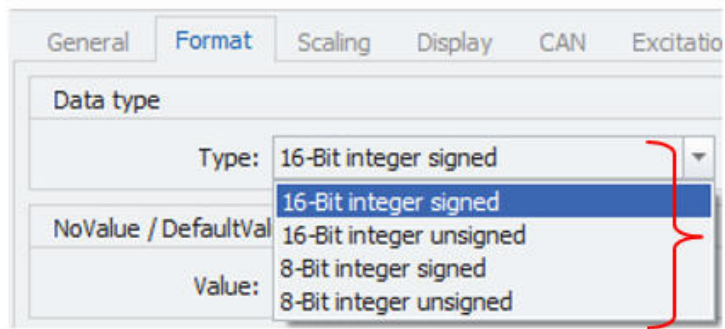 General Format Scaling Display CAN Excitatio
Data type
Type: 16-Bit integer signed
16-Bit integer signed
NoValue / DefaultVal 16-Bit integer unsigned
8-Bit integer signed
Value: 8-Bit integer unsigned